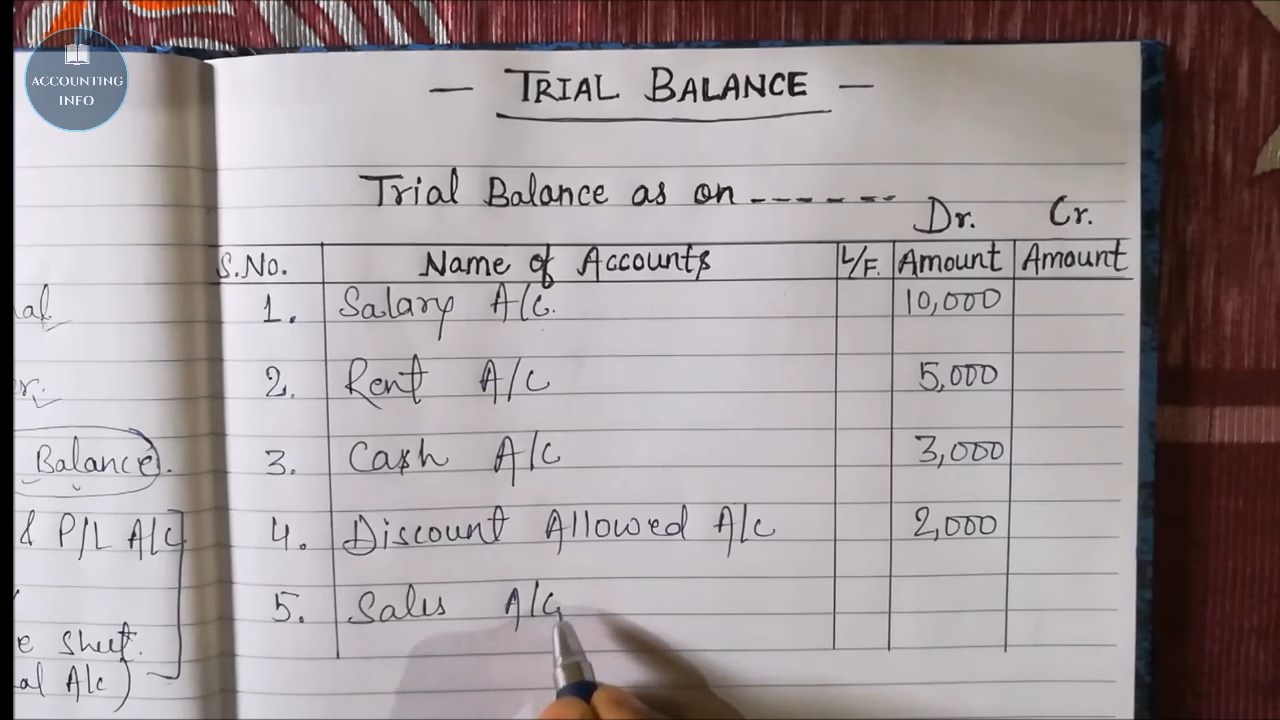 ACCOUNTING
INFO
— TRIAL BALANCE —
Trial Balance as on -------
Dr. Cr.
S.No. Name of Accounts L/F. Amount Amount
1. Salary A/c. 10,000
2. Rent A/c 5,000
3. Cash A/c 3,000
4. Discount Allowed A/c 2,000
5. Sales A/c
Balance.
& P/L A/c
Sheet.
A/c)